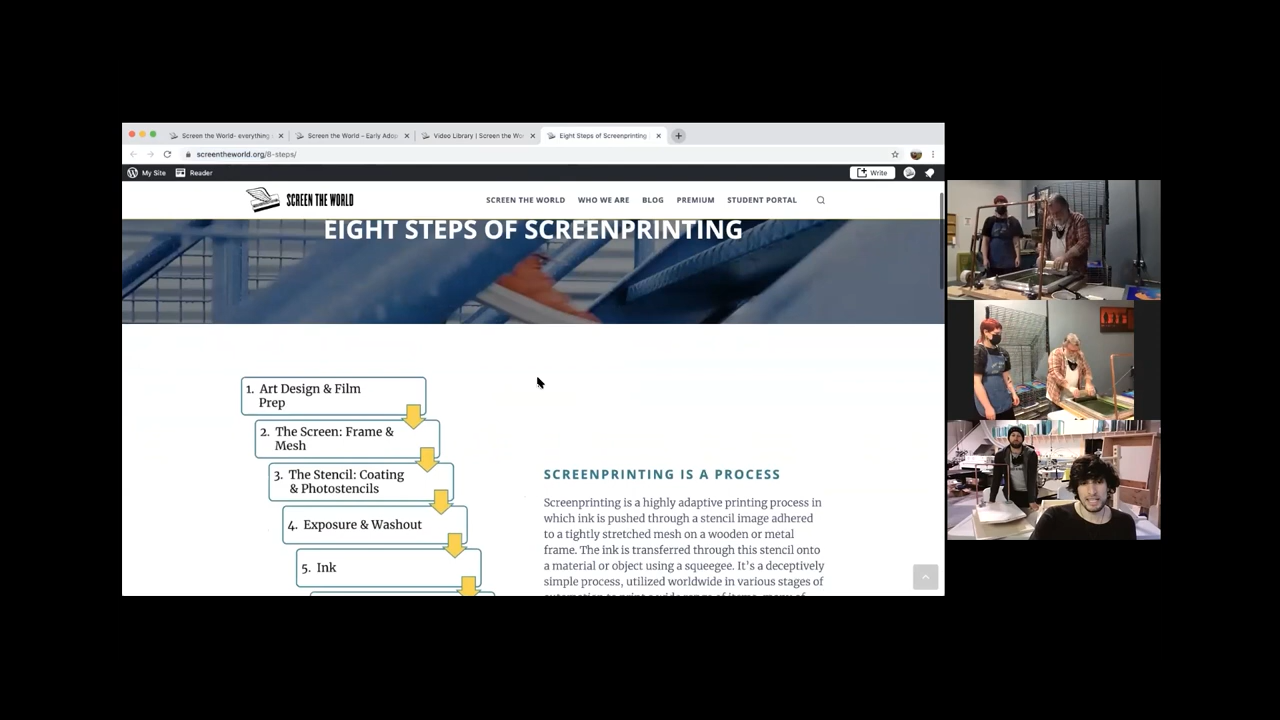 Screen the World- everything
Screen the World – Early Adop
Video Library | Screen the Wo
Eight Steps of Screenprinting
screentheworld.org/8-steps/
My Site
Reader
Write
SCREEN THE WORLD
SCREEN THE WORLD
WHO WE ARE
BLOG
PREMIUM
STUDENT PORTAL
EIGHT STEPS OF SCREENPRINTING
1. Art Design & Film
Prep
2. The Screen: Frame &
Mesh
3. The Stencil: Coating
& Photostencils
4. Exposure & Washout
5. Ink
SCREENPRINTING IS A PROCESS
Screenprinting is a highly adaptive printing process in
which ink is pushed through a stencil image adhered
to a tightly stretched mesh on a wooden or metal
frame. The ink is transferred through this stencil onto
a material or object using a squeegee. It's a deceptively
simple process, utilized worldwide in various stages of